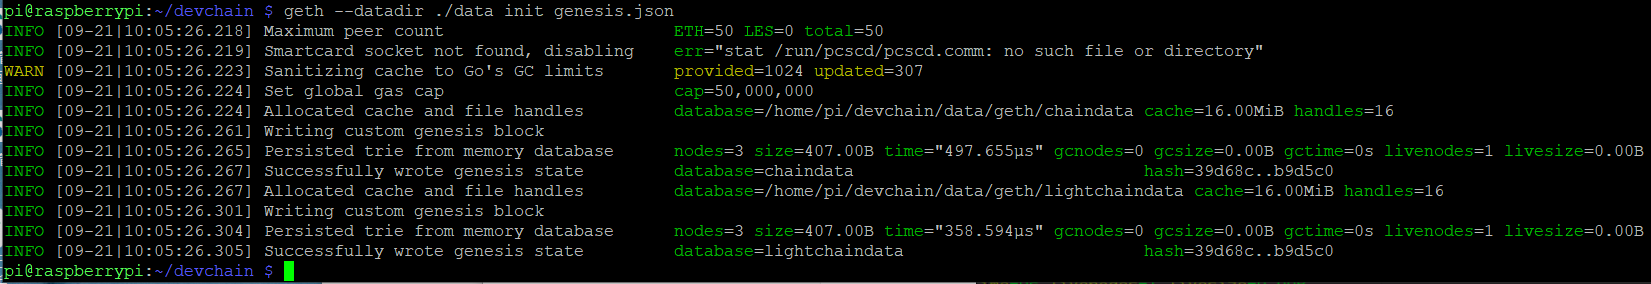 pi@raspberrypi:~/devchain $ geth --datadir ./data init genesis.json
INFO [09-21|10:05:26.218] Maximum peer count ETH=50 LES=0 total=50
INFO [09-21|10:05:26.219] Smartcard socket not found, disabling err="stat /run/pcscd/pcscd.comm: no such file or directory"
WARN [09-21|10:05:26.223] Sanitizing cache to Go's GC limits provided=1024 updated=307
INFO [09-21|10:05:26.224] Set global gas cap cap=50,000,000
INFO [09-21|10:05:26.224] Allocated cache and file handles database=/home/pi/devchain/data/geth/chaindata cache=16.00MiB handles=16
INFO [09-21|10:05:26.261] Writing custom genesis block
INFO [09-21|10:05:26.265] Persisted trie from memory database nodes=3 size=407.00B time="497.655µs" gcnodes=0 gcsize=0.00B gctime=0s livenodes=1 livesize=0.00B
INFO [09-21|10:05:26.267] Successfully wrote genesis state database=chaindata hash=39d68c..b9d5c0
INFO [09-21|10:05:26.267] Allocated cache and file handles database=/home/pi/devchain/data/geth/lightchaindata cache=16.00MiB handles=16
INFO [09-21|10:05:26.301] Writing custom genesis block
INFO [09-21|10:05:26.304] Persisted trie from memory database nodes=3 size=407.00B time="358.594µs" gcnodes=0 gcsize=0.00B gctime=0s livenodes=1 livesize=0.00B
INFO [09-21|10:05:26.305] Successfully wrote genesis state database=lightchaindata hash=39d68c..b9d5c0
pi@raspberrypi:~/devchain $